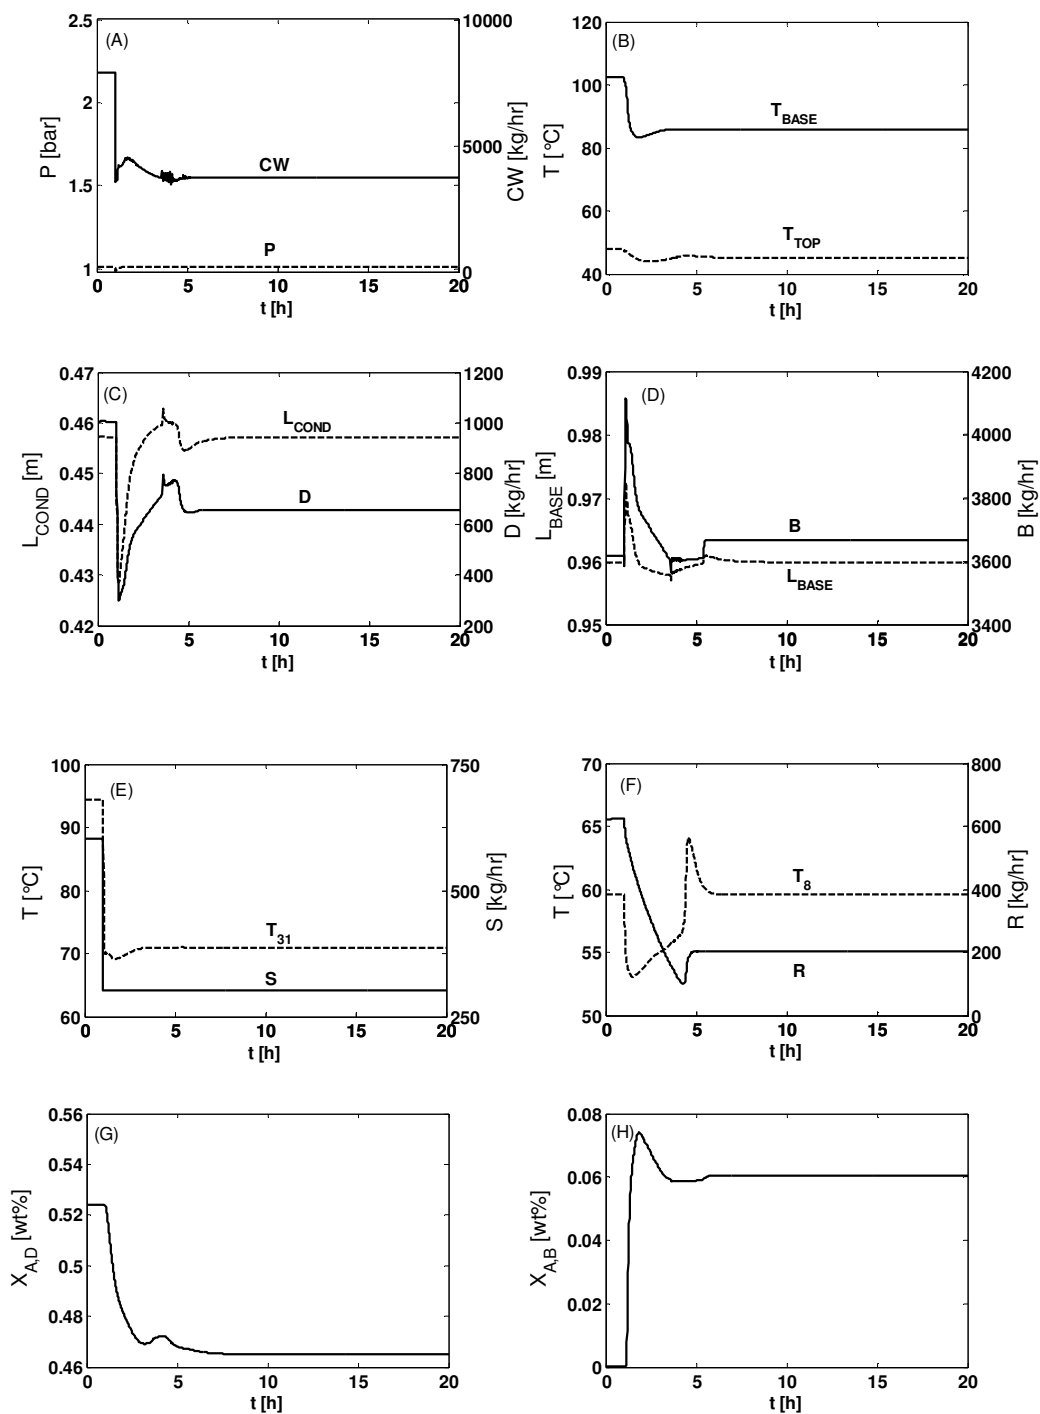 (A)
2.5
2
1.5
1
P [bar]
10000
5000
0
CW [kg/hr]
CW
P
0 5 10 15 20
t [h]
(B)
120
100
80
60
40
T [°C]
T_BASE
T_TOP
0 5 10 15 20
t [h]
(C)
0.47
0.46
0.45
0.44
0.43
0.42
L_COND [m]
1200
1000
800
600
400
200
D [kg/hr]
L_COND
D
0 5 10 15 20
t [h]
(D)
0.99
0.98
0.97
0.96
0.95
L_BASE [m]
4200
4000
3800
3600
3400
B [kg/hr]
B
L_BASE
0 5 10 15 20
t [h]
(E)
100
90
80
70
60
T [°C]
750
500
250
S [kg/hr]
T_31
S
0 5 10 15 20
t [h]
(F)
70
65
60
55
50
T [°C]
800
600
400
200
0
R [kg/hr]
T_8
R
0 5 10 15 20
t [h]
(G)
0.56
0.54
0.52
0.5
0.48
0.46
X_A,D [wt%]
0 5 10 15 20
t [h]
(H)
0.08
0.06
0.04
0.02
0
X_A,B [wt%]
0 5 10 15 20
t [h]